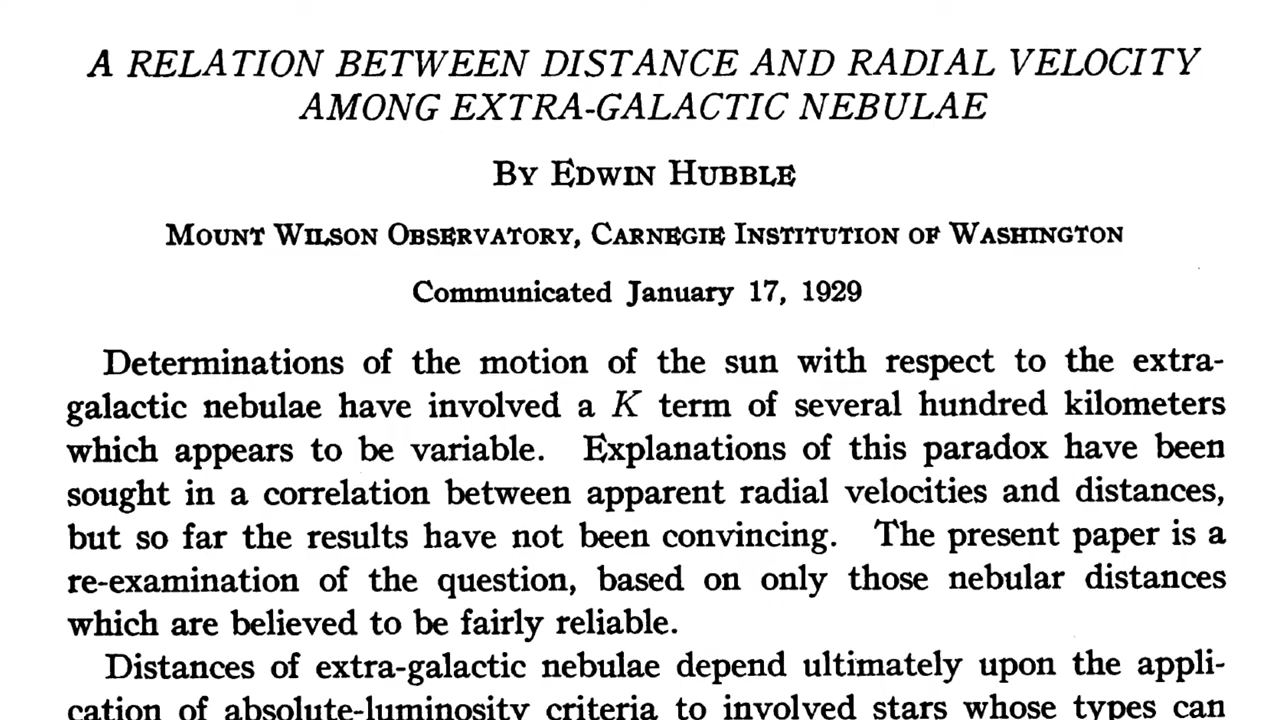 A RELATION BETWEEN DISTANCE AND RADIAL VELOCITY
AMONG EXTRA-GALACTIC NEBULAE
BY EDWIN HUBBLE
MOUNT WILSON OBSERVATORY, CARNEGIE INSTITUTION OF WASHINGTON
Communicated January 17, 1929
Determinations of the motion of the sun with respect to the extra-
galactic nebulae have involved a K term of several hundred kilometers
which appears to be variable. Explanations of this paradox have been
sought in a correlation between apparent radial velocities and distances,
but so far the results have not been convincing. The present paper is a
re-examination of the question, based on only those nebular distances
which are believed to be fairly reliable.
Distances of extra-galactic nebulae depend ultimately upon the appli-
cation of absolute-luminosity criteria to involved stars whose types can